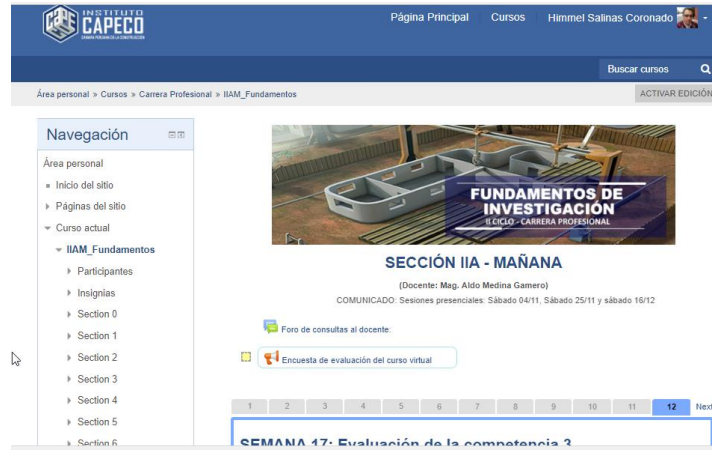 INSTITUTO
CAPECO
CÁMARA PERUANA DE LA CONSTRUCCIÓN
Página Principal Cursos Himmel Salinas Coronado
Buscar cursos
Área personal » Cursos » Carrera Profesional » IIAM_Fundamentos
ACTIVAR EDICIÓN
Navegación
Área personal
Inicio del sitio
Páginas del sitio
Curso actual
IIAM_Fundamentos
Participantes
Insignias
Section 0
Section 1
Section 2
Section 3
Section 4
Section 5
Section 6
FUNDAMENTOS DE
INVESTIGACIÓN
II CICLO - CARRERA PROFESIONAL
SECCIÓN IIA - MAÑANA
(Docente: Mag. Aldo Medina Gamero)
COMUNICADO: Sesiones presenciales: Sábado 04/11, Sábado 25/11 y sábado 16/12
Foro de consultas al docente:
Encuesta de evaluación del curso virtual
1 2 3 4 5 6 7 8 9 10 11 12 Next
SEMANA 17: Evaluación de la competencia 3